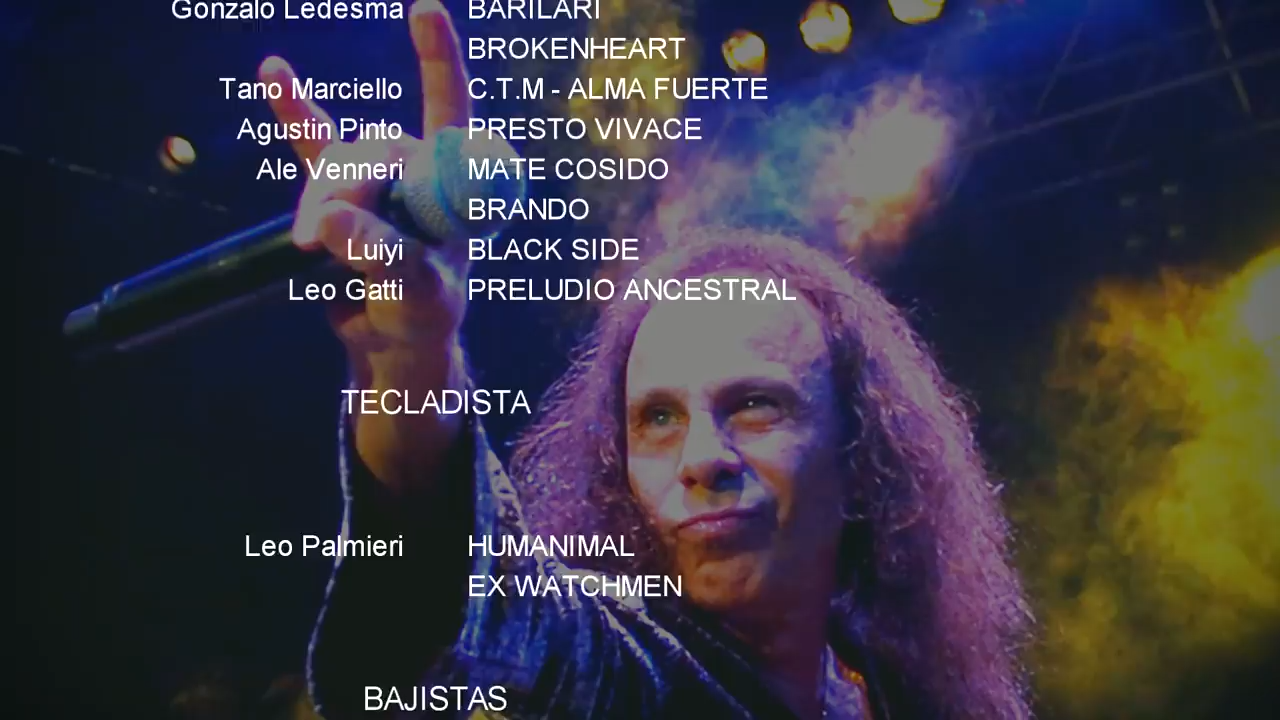 Gonzalo Ledesma BARILARI
BROKENHEART
Tano Marciello C.T.M - ALMA FUERTE
Agustin Pinto PRESTO VIVACE
Ale Venneri MATE COSIDO
BRANDO
Luiyi BLACK SIDE
Leo Gatti PRELUDIO ANCESTRAL
TECLADISTA
Leo Palmieri HUMANIMAL
EX WATCHMEN
BAJISTAS